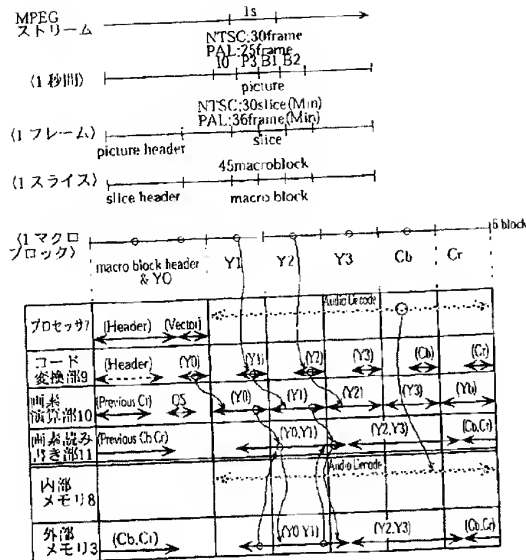 MPEG
ストリーム
1s
NTSC:30frame
PAL:25frame
I0 P3 B1 B2
(1 秒間)
picture
NTSC:30slice(Min)
PAL:36frame(Min)
(1 フレーム)
picture header
slice
45macroblock
(1 スライス)
slice header
macro block
(1 マクロ
ブロック)
6 block
macro block header
& Y0
Y1
Y2
Y3
Cb
Cr
プロセッサ7
(Header)
(Vector)
Audio Decode
コード
変換部9
(Header)
(Y0)
(Y1)
(Y2)
(Y3)
(Cb)
(Cr)
画素
演算部10
(Previous Cr)
QS
(Y0)
(Y1)
(Y2)
(Y3)
(Yb)
画素読み
書き部11
(Previous Cb Cr)
(Y0,Y1)
(Y2,Y3)
(Cb,Cr)
内部
メモリ8
Audio Decode
外部
メモリ3
(Cb,Cr)
(Y0 Y1)
(Y2,Y3)
(Cb,Cr)